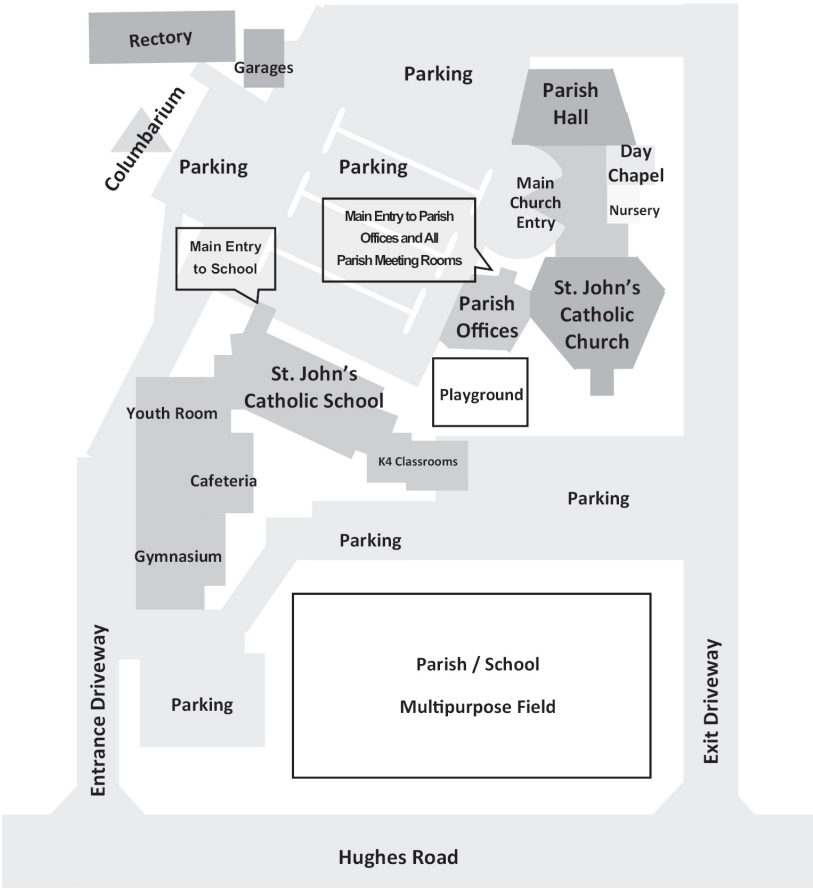 Rectory
Garages
Parking
Parish
Hall
Columbarium
Parking
Parking
Day
Chapel
Main
Church
Entry
Nursery
Main Entry to Parish
Offices and All
Parish Meeting Rooms
Main Entry
to School
Parish
Offices
St. John’s
Catholic
Church
St. John’s
Catholic School
Playground
Youth Room
K4 Classrooms
Cafeteria
Parking
Parking
Gymnasium
Entrance Driveway
Parking
Parish / School
Multipurpose Field
Exit Driveway
Hughes Road